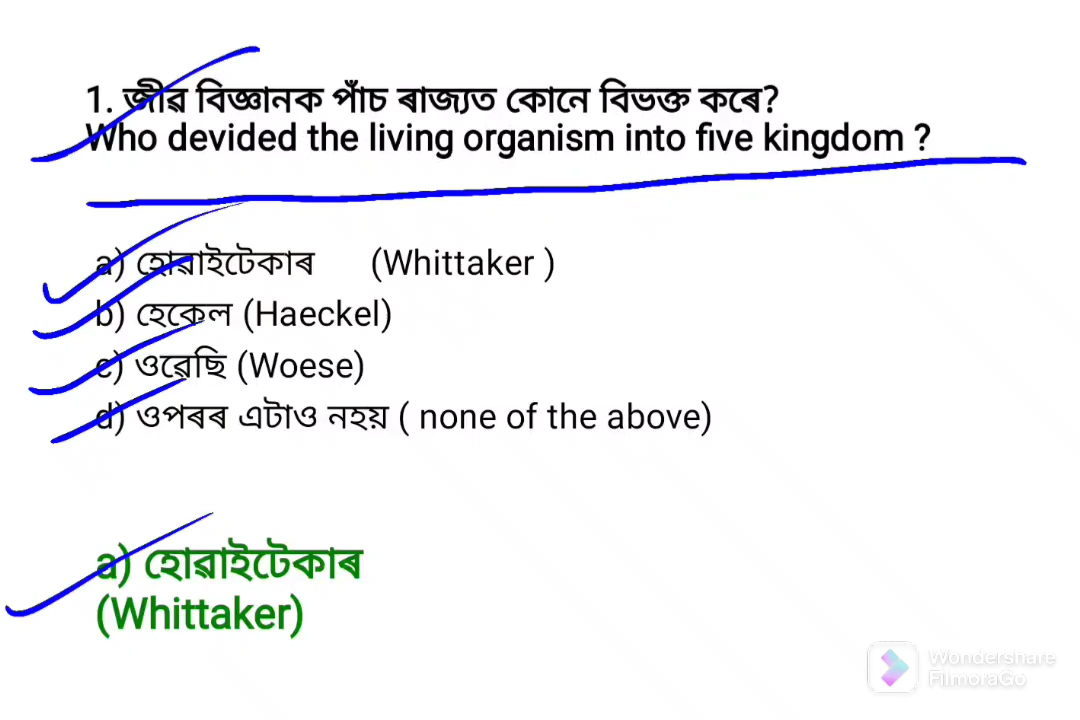 1. জীৱ বিজ্ঞানক পাঁচ ৰাজ্যত কোনে বিভক্ত কৰে?
Who devided the living organism into five kingdom ?
a) হোৱাইটেকাৰ (Whittaker )
b) হেকেল (Haeckel)
c) ওৱেছি (Woese)
d) ওপৰৰ এটাও নহয় ( none of the above)
a) হোৱাইটেকাৰ
(Whittaker)
Wondershare
FilmoraGo